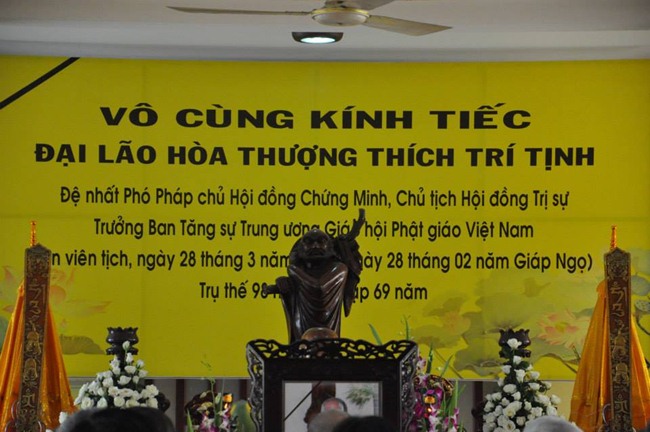 VÔ CÙNG KÍNH TIẾC
ĐẠI LÃO HÒA THƯỢNG THÍCH TRÍ TỊNH
Đệ nhất Phó Pháp chủ Hội đồng Chứng Minh, Chủ tịch Hội đồng Trị sự
Trưởng Ban Tăng sự Trung ương Giáo hội Phật giáo Việt Nam
viên tịch, ngày 28 tháng 3 năm ngày 28 tháng 02 năm Giáp Ngọ)
Trụ thế 69 năm